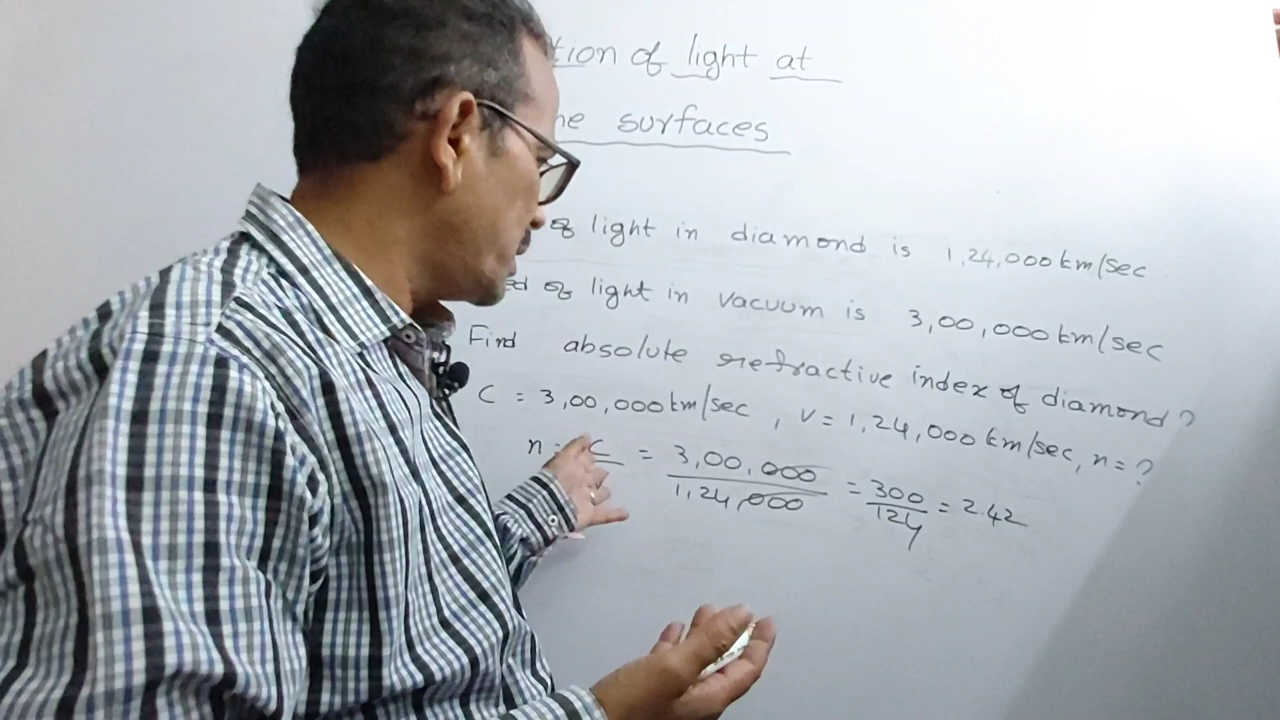 of light at
surfaces
of light in diamond is 1,24,000 km/sec
of light in vacuum is 3,00,000 km/sec
Find absolute refractive index of diamond?
C = 3,00,000 km/sec, v = 1,24,000 km/sec, n = ?
n = C = 3,00,000 / 1,24,000 = 300 / 124 = 2.42